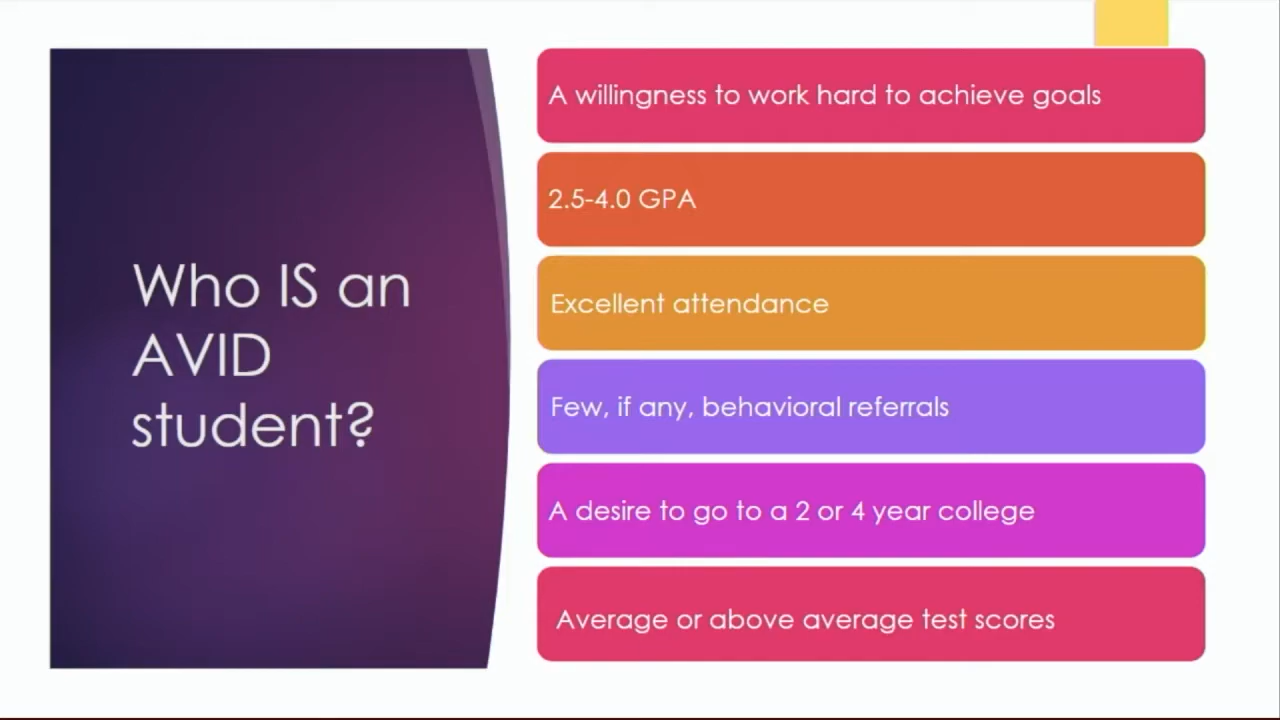 Who IS an
AVID
student?
A willingness to work hard to achieve goals
2.5-4.0 GPA
Excellent attendance
Few, if any, behavioral referrals
A desire to go to a 2 or 4 year college
Average or above average test scores